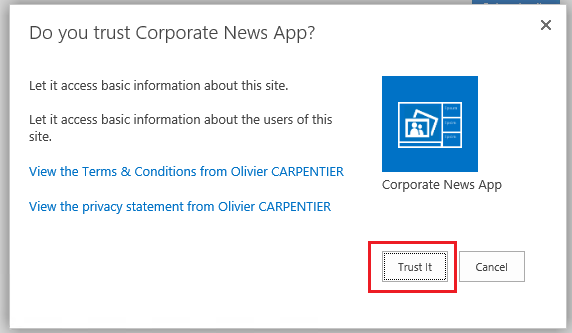 Do you trust Corporate News App?
Let it access basic information about this site.
Let it access basic information about the users of this
site.
View the Terms & Conditions from Olivier CARPENTIER
View the privacy statement from Olivier CARPENTIER
Corporate News App
Trust It
Cancel